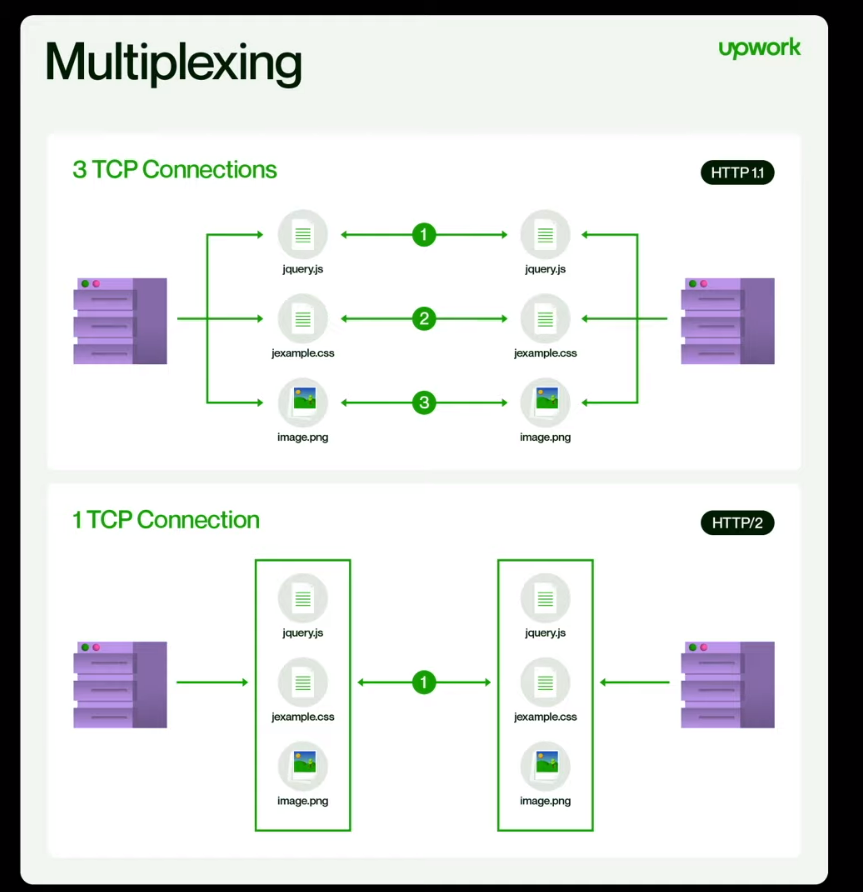 Multiplexing
upwork
3 TCP Connections
HTTP 1.1
1
jquery.js
jquery.js
2
jexample.css
jexample.css
3
image.png
image.png
1 TCP Connection
HTTP/2
jquery.js
jquery.js
1
jexample.css
jexample.css
image.png
image.png